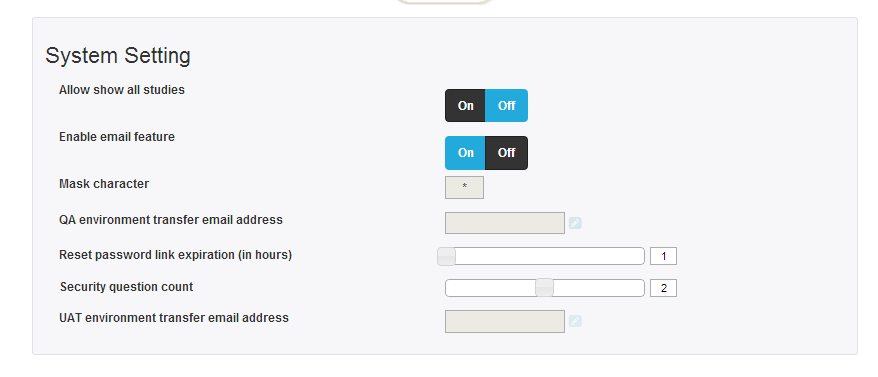 System Setting
Allow show all studies
On Off
Enable email feature
On Off
Mask character
*
QA environment transfer email address
Reset password link expiration (in hours)
1
Security question count
2
UAT environment transfer email address